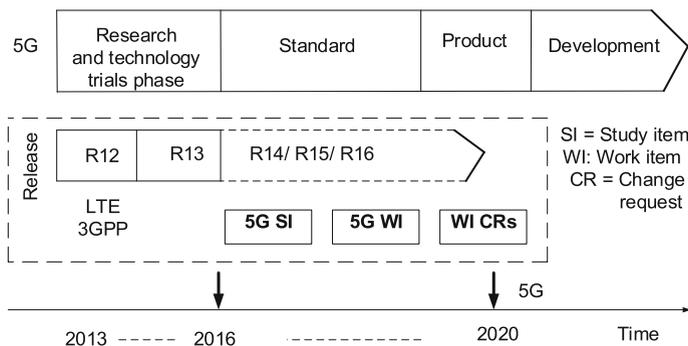 5G
Research
and technology
trials phase
Standard
Product
Development
Release
R12
R13
R14/ R15/ R16
SI = Study item
WI: Work item
CR = Change
request
LTE
3GPP
5G SI
5G WI
WI CRs
5G
2013
2016
2020
Time